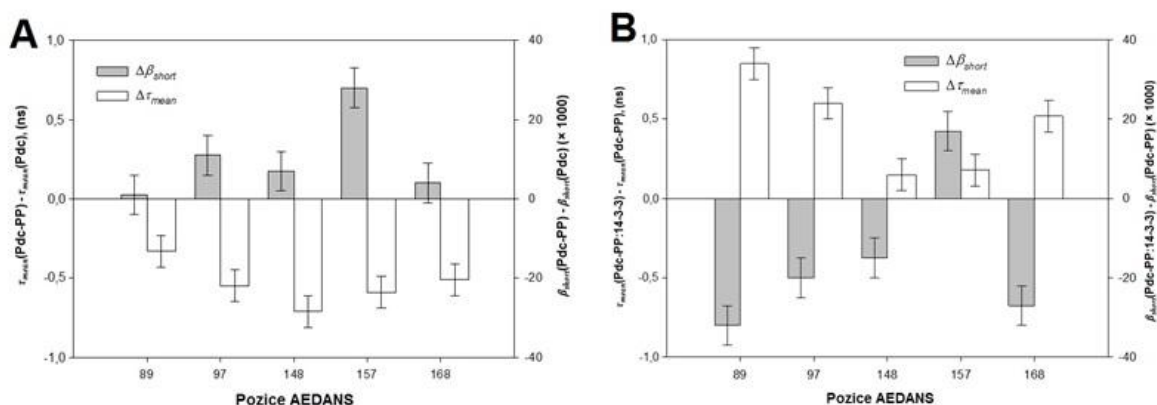 A
1,0
0,5
0,0
-0,5
-1,0
τmean(Pdc-PP) - τmean(Pdc), (ns)
Δβshort
Δτmean
40
20
0
-20
-40
βshort(Pdc-PP) - βshort(Pdc) (× 1000)
89 97 148 157 168
Pozice AEDANS
B
1,0
0,5
0,0
-0,5
-1,0
τmean(Pdc-PP:14-3-3) - τmean(Pdc-PP), (ns)
Δβshort
Δτmean
40
20
0
-20
-40
βshort(Pdc-PP:14-3-3) - βshort(Pdc-PP) (× 1000)
89 97 148 157 168
Pozice AEDANS